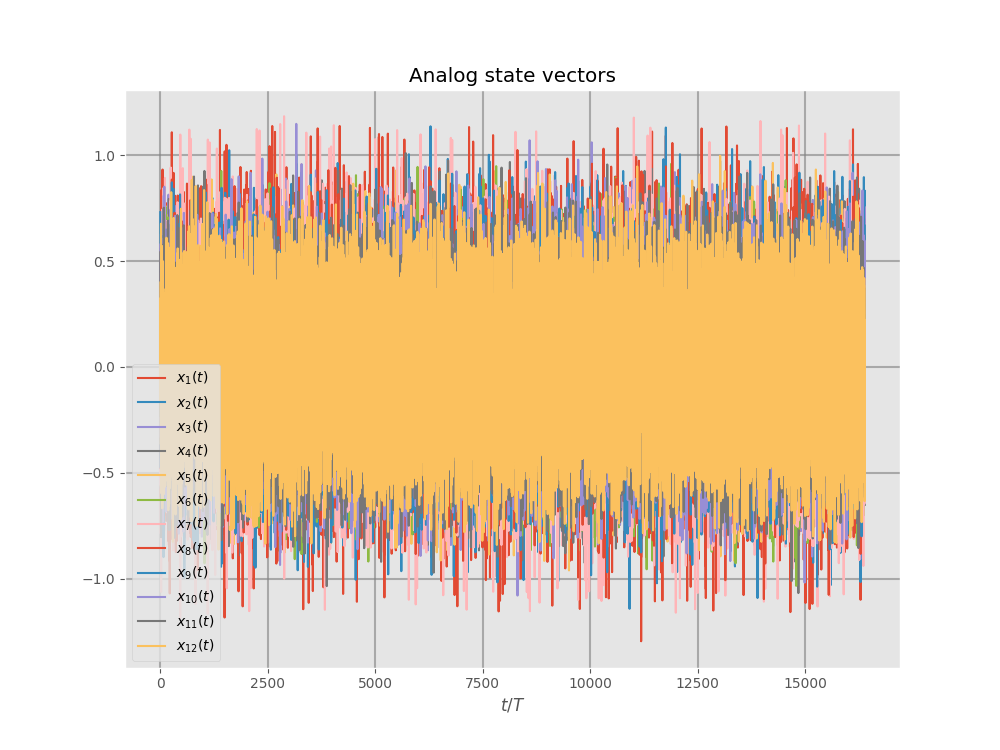 Analog state vectors
1.0
0.5
0.0
−0.5
−1.0
x₁(t)
x₂(t)
x₃(t)
x₄(t)
x₅(t)
x₆(t)
x₇(t)
x₈(t)
x₉(t)
x₁₀(t)
x₁₁(t)
x₁₂(t)
0 2500 5000 7500 10000 12500 15000
t/T